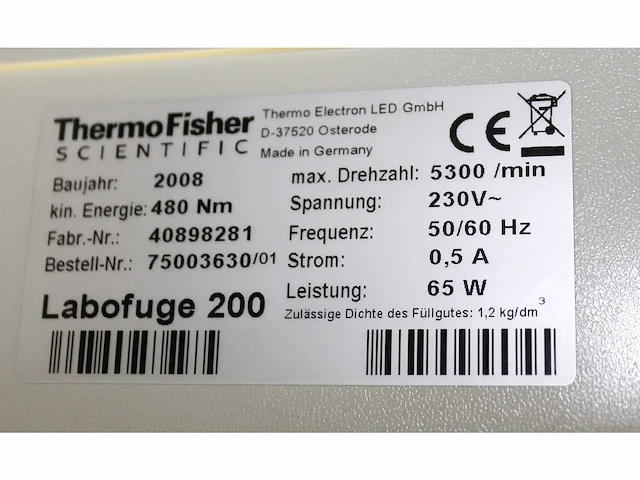 ThermoFisher
SCIENTIFIC
Thermo Electron LED GmbH
D-37520 Osterode
Made in Germany
CE
Baujahr: 2008
kin. Energie: 480 Nm
Fabr.-Nr.: 40898281
Bestell-Nr.: 75003630/01
Labofuge 200
max. Drehzahl: 5300 /min
Spannung: 230V~
Frequenz: 50/60 Hz
Strom: 0,5 A
Leistung: 65 W
Zulässige Dichte des Füllgutes: 1,2 kg/dm³